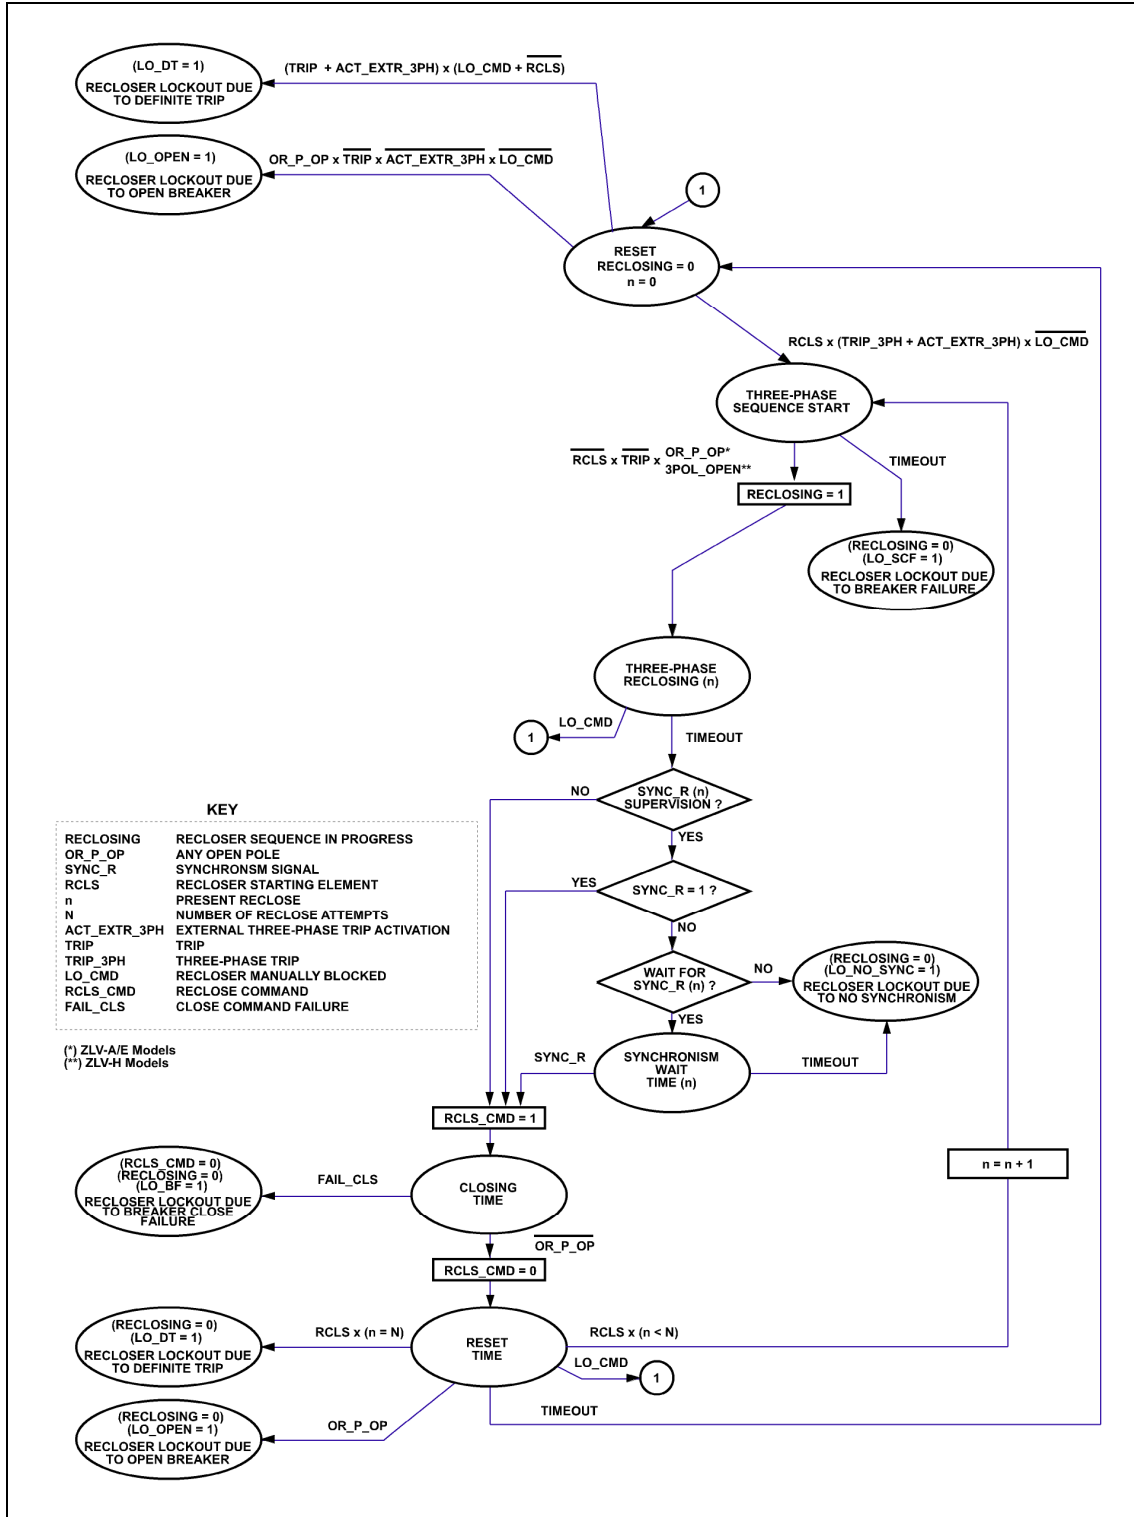 (LO_DT = 1)
RECLOSER LOCKOUT DUE
TO DEFINITE TRIP
(TRIP + ACT_EXTR_3PH) x (LO_CMD + R̅C̅L̅S̅)
(LO_OPEN = 1)
RECLOSER LOCKOUT DUE
TO OPEN BREAKER
OR_P_OP x T̅R̅I̅P̅ x A̅C̅T̅_̅E̅X̅T̅R̅_̅3̅P̅H̅ x L̅O̅_̅C̅M̅D̅
1
RESET
RECLOSING = 0
n = 0
RCLS x (TRIP_3PH + ACT_EXTR_3PH) x L̅O̅_̅C̅M̅D̅
THREE-PHASE
SEQUENCE START
R̅C̅L̅S̅ x T̅R̅I̅P̅ x OR_P_OP*
3POL_OPEN**
TIMEOUT
RECLOSING = 1
(RECLOSING = 0)
(LO_SCF = 1)
RECLOSER LOCKOUT DUE
TO BREAKER FAILURE
THREE-PHASE
RECLOSING (n)
LO_CMD
1
TIMEOUT
SYNC_R (n)
SUPERVISION ?
NO
YES
SYNC_R = 1 ?
YES
NO
WAIT FOR
SYNC_R (n) ?
NO
YES
(RECLOSING = 0)
(LO_NO_SYNC = 1)
RECLOSER LOCKOUT DUE
TO NO SYNCHRONISM
SYNCHRONISM
WAIT
TIME (n)
SYNC_R
TIMEOUT
KEY
RECLOSING RECLOSER SEQUENCE IN PROGRESS
OR_P_OP ANY OPEN POLE
SYNC_R SYNCHRONSM SIGNAL
RCLS RECLOSER STARTING ELEMENT
n PRESENT RECLOSE
N NUMBER OF RECLOSE ATTEMPTS
ACT_EXTR_3PH EXTERNAL THREE-PHASE TRIP ACTIVATION
TRIP TRIP
TRIP_3PH THREE-PHASE TRIP
LO_CMD RECLOSER MANUALLY BLOCKED
RCLS_CMD RECLOSE COMMAND
FAIL_CLS CLOSE COMMAND FAILURE
(*) ZLV-A/E Models
(**) ZLV-H Models
RCLS_CMD = 1
n = n + 1
(RCLS_CMD = 0)
(RECLOSING = 0)
(LO_BF = 1)
RECLOSER LOCKOUT DUE
TO BREAKER CLOSE
FAILURE
FAIL_CLS
CLOSING
TIME
O̅R̅_̅P̅_̅O̅P̅
RCLS_CMD = 0
(RECLOSING = 0)
(LO_DT = 1)
RECLOSER LOCKOUT DUE
TO DEFINITE TRIP
RCLS x (n = N)
RESET
TIME
RCLS x (n < N)
LO_CMD
1
TIMEOUT
OR_P_OP
(RECLOSING = 0)
(LO_OPEN = 1)
RECLOSER LOCKOUT DUE
TO OPEN BREAKER